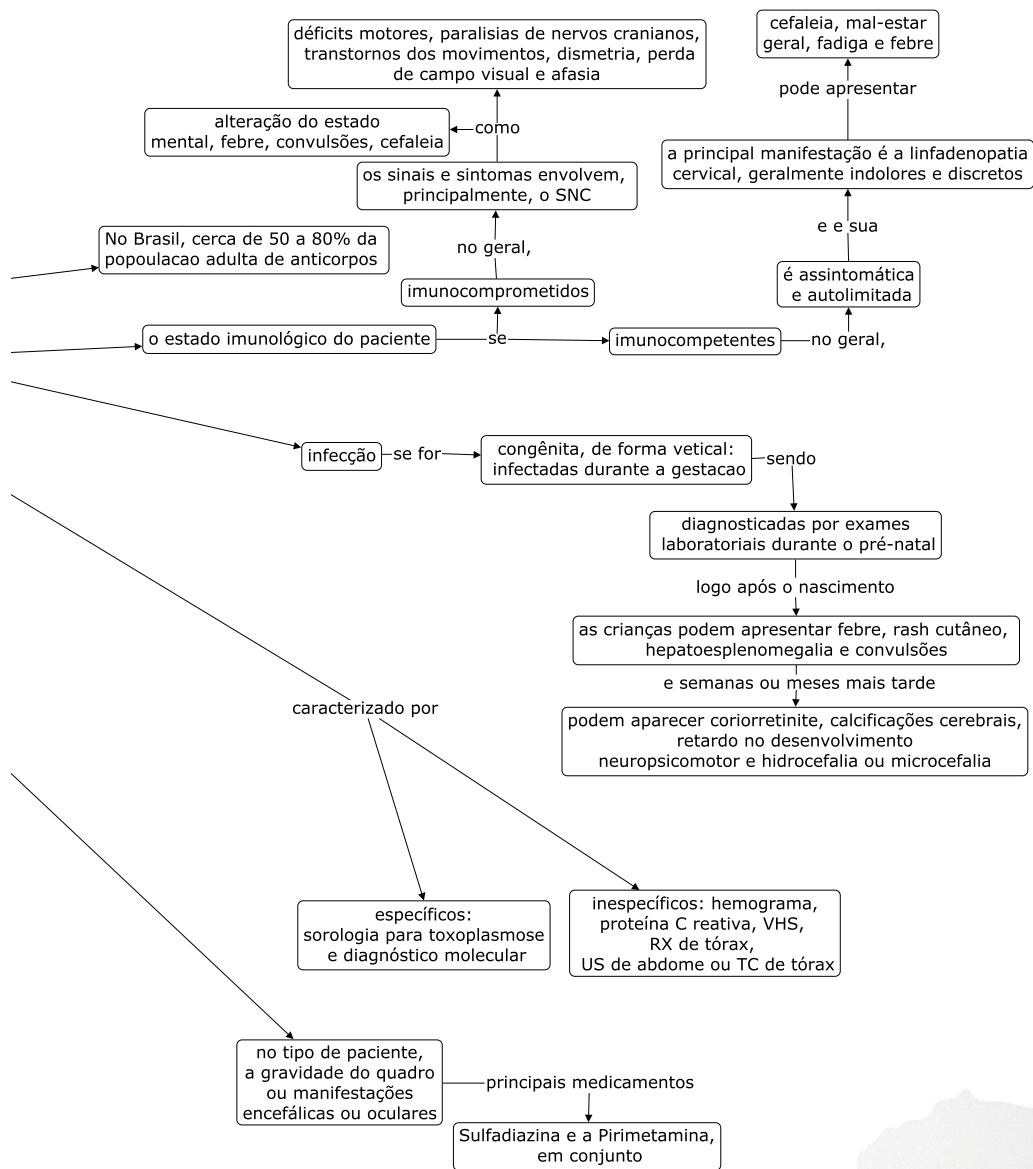 déficits motores, paralisias de nervos cranianos,
transtornos dos movimentos, dismetria, perda
de campo visual e afasia
cefaleia, mal-estar
geral, fadiga e febre
pode apresentar
alteração do estado
mental, febre, convulsões, cefaleia
como
a principal manifestação é a linfadenopatia
cervical, geralmente indolores e discretos
os sinais e sintomas envolvem,
principalmente, o SNC
e e sua
No Brasil, cerca de 50 a 80% da
popoulacao adulta de anticorpos
no geral,
é assintomática
e autolimitada
imunocomprometidos
o estado imunológico do paciente
se
imunocompetentes
no geral,
infecção
se for
congênita, de forma vetical:
infectadas durante a gestacao
sendo
diagnosticadas por exames
laboratoriais durante o pré-natal
logo após o nascimento
as crianças podem apresentar febre, rash cutâneo,
hepatoesplenomegalia e convulsões
e semanas ou meses mais tarde
podem aparecer coriorretinite, calcificações cerebrais,
retardo no desenvolvimento
neuropsicomotor e hidrocefalia ou microcefalia
caracterizado por
específicos:
sorologia para toxoplasmose
e diagnóstico molecular
inespecíficos: hemograma,
proteína C reativa, VHS,
RX de tórax,
US de abdome ou TC de tórax
no tipo de paciente,
a gravidade do quadro
ou manifestações
encefálicas ou oculares
principais medicamentos
Sulfadiazina e a Pirimetamina,
em conjunto